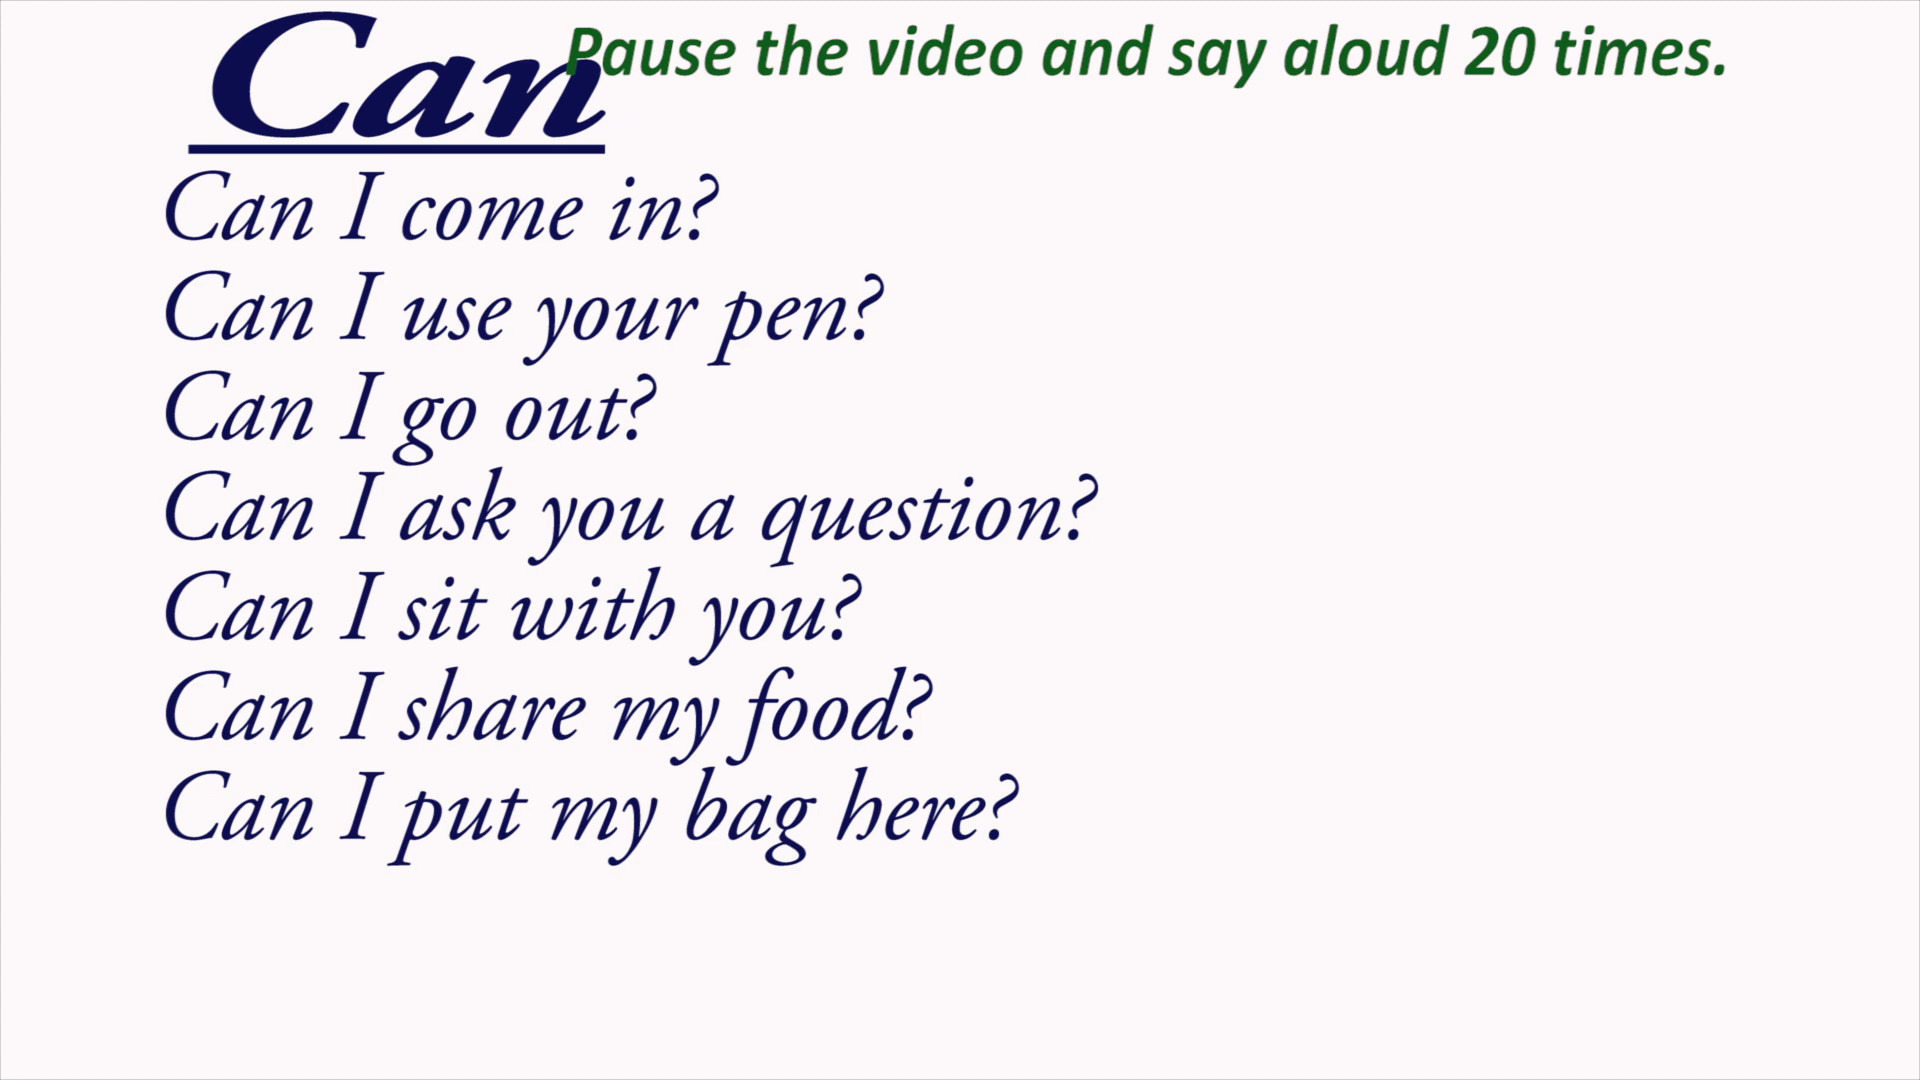 Can
Pause the video and say aloud 20 times.
Can I come in?
Can I use your pen?
Can I go out?
Can I ask you a question?
Can I sit with you?
Can I share my food?
Can I put my bag here?